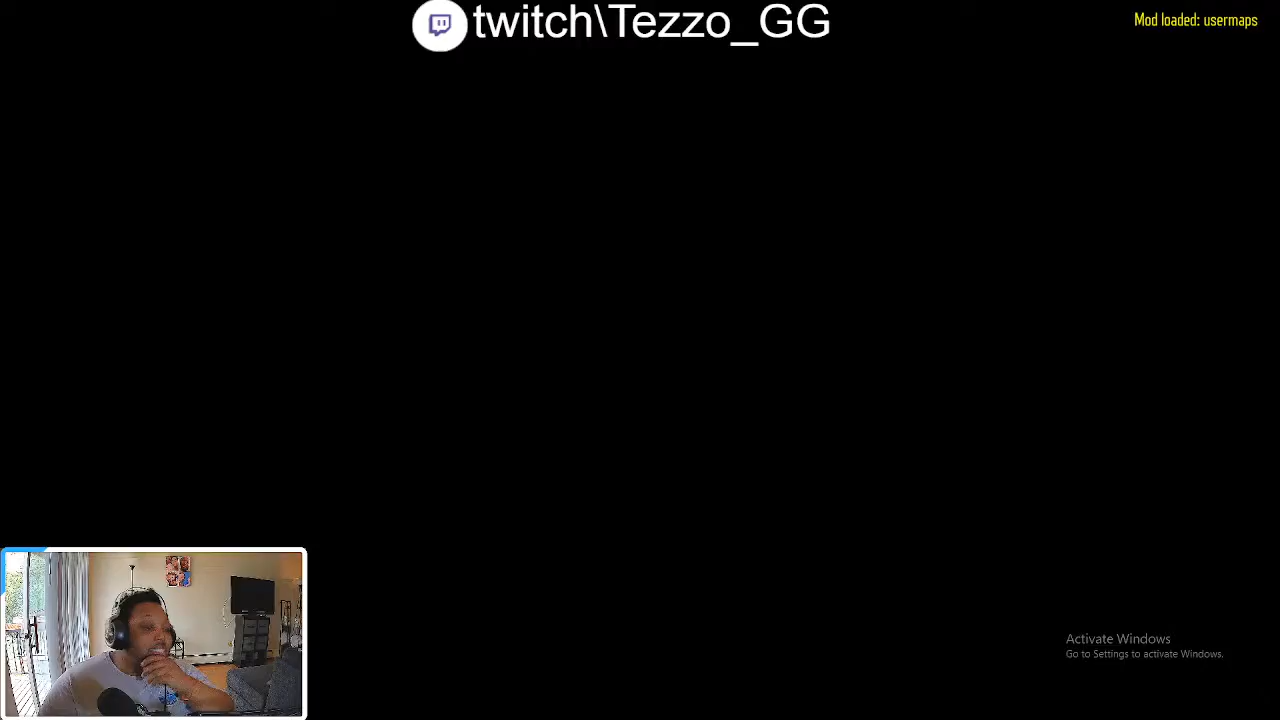 twitch\Tezzo_GG
Mod loaded: usermaps
Activate Windows
Go to Settings to activate Windows.